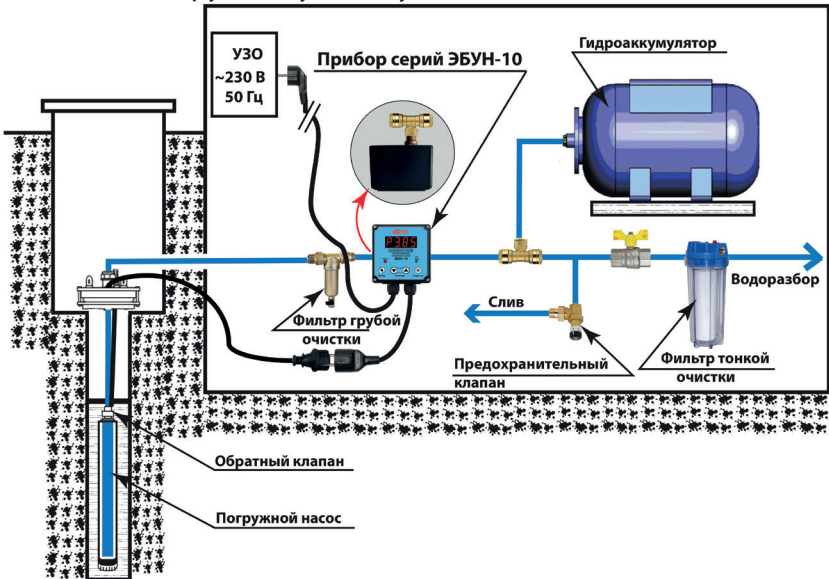 УЗО
~230 В
50 Гц
Прибор серий ЭБУН-10
Гидроаккумулятор
P3.85
Фильтр грубой
очистки
Слив
Предохранительный
клапан
Фильтр тонкой
очистки
Водоразбор
Обратный клапан
Погружной насос